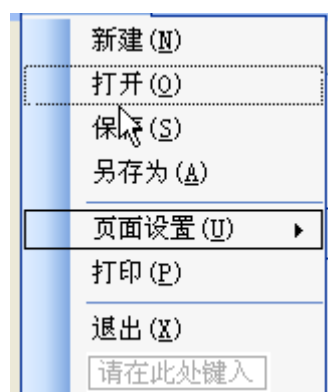 新建(N)
打开(O)
保存(S)
另存为(A)
页面设置(U)
打印(P)
退出(X)
请在此处键入